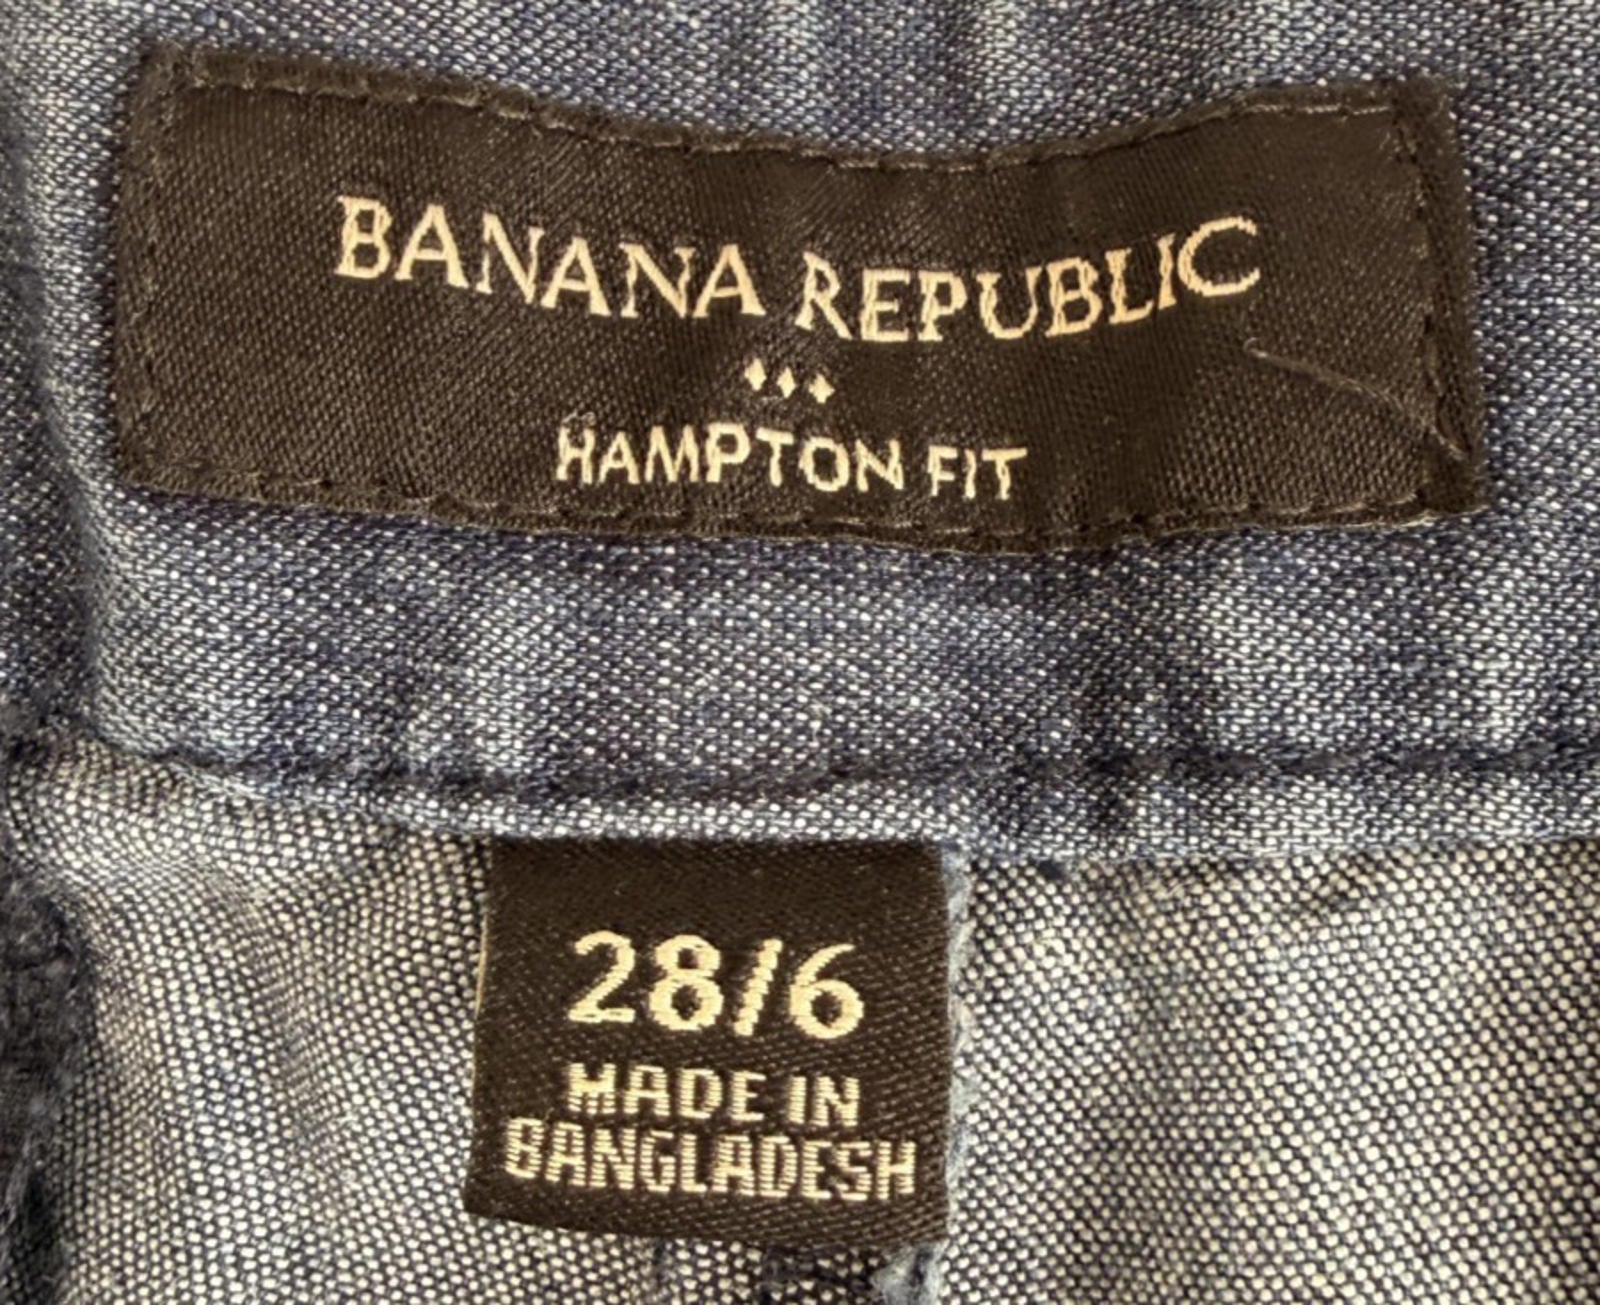 BANANA REPUBLIC
HAMPTON FIT
28/6
MADE IN
BANGLADESH